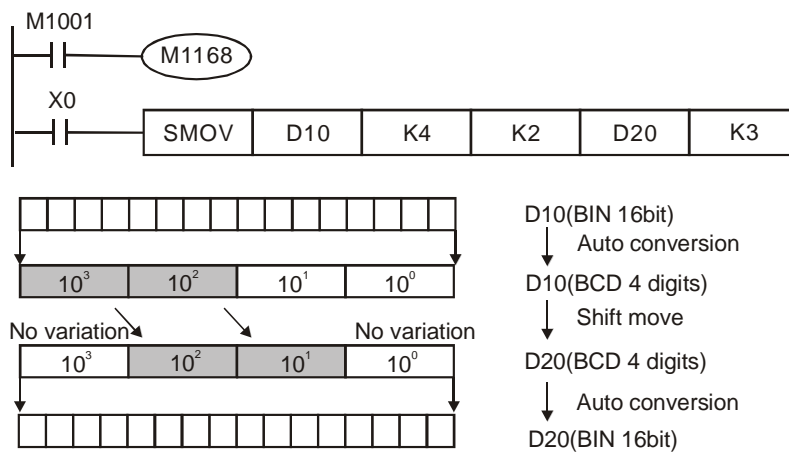 M1001
M1168
X0
SMOV D10 K4 K2 D20 K3
D10(BIN 16bit)
Auto conversion
10³ 10² 10¹ 10⁰
D10(BCD 4 digits)
Shift move
No variation No variation
10³ 10² 10¹ 10⁰
D20(BCD 4 digits)
Auto conversion
D20(BIN 16bit)